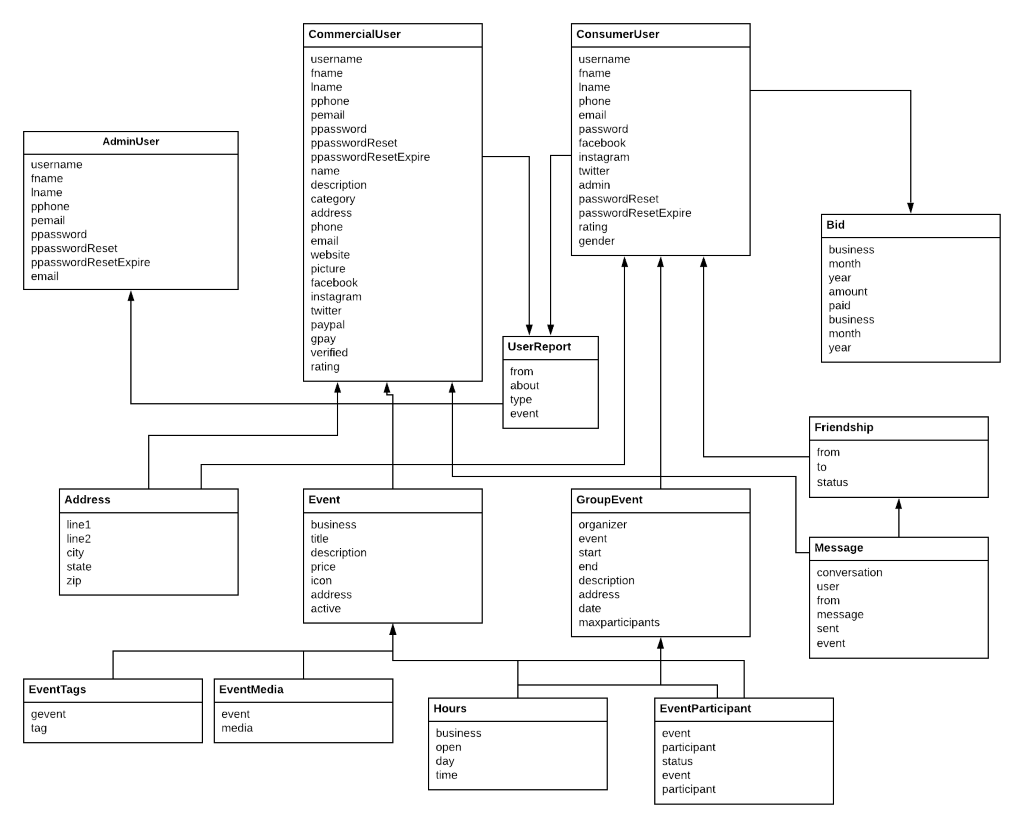 CommercialUser
username
fname
lname
pphone
pemail
ppassword
ppasswordReset
ppasswordResetExpire
name
description
category
address
phone
email
website
picture
facebook
instagram
twitter
paypal
gpay
verified
rating
ConsumerUser
username
fname
lname
phone
email
password
facebook
instagram
twitter
admin
passwordReset
passwordResetExpire
rating
gender
AdminUser
username
fname
lname
pphone
pemail
ppassword
ppasswordReset
ppasswordResetExpire
email
Bid
business
month
year
amount
paid
business
month
year
UserReport
from
about
type
event
Friendship
from
to
status
Address
line1
line2
city
state
zip
Event
business
title
description
price
icon
address
active
GroupEvent
organizer
event
start
end
description
address
date
maxparticipants
Message
conversation
user
from
message
sent
event
EventTags
gevent
tag
EventMedia
event
media
Hours
business
open
day
time
EventParticipant
event
participant
status
event
participant